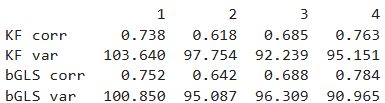 1 2 3 4
KF corr 0.738 0.618 0.685 0.763
KF var 103.640 97.754 92.239 95.151
bGLS corr 0.752 0.642 0.688 0.784
bGLS var 100.850 95.087 96.309 90.965